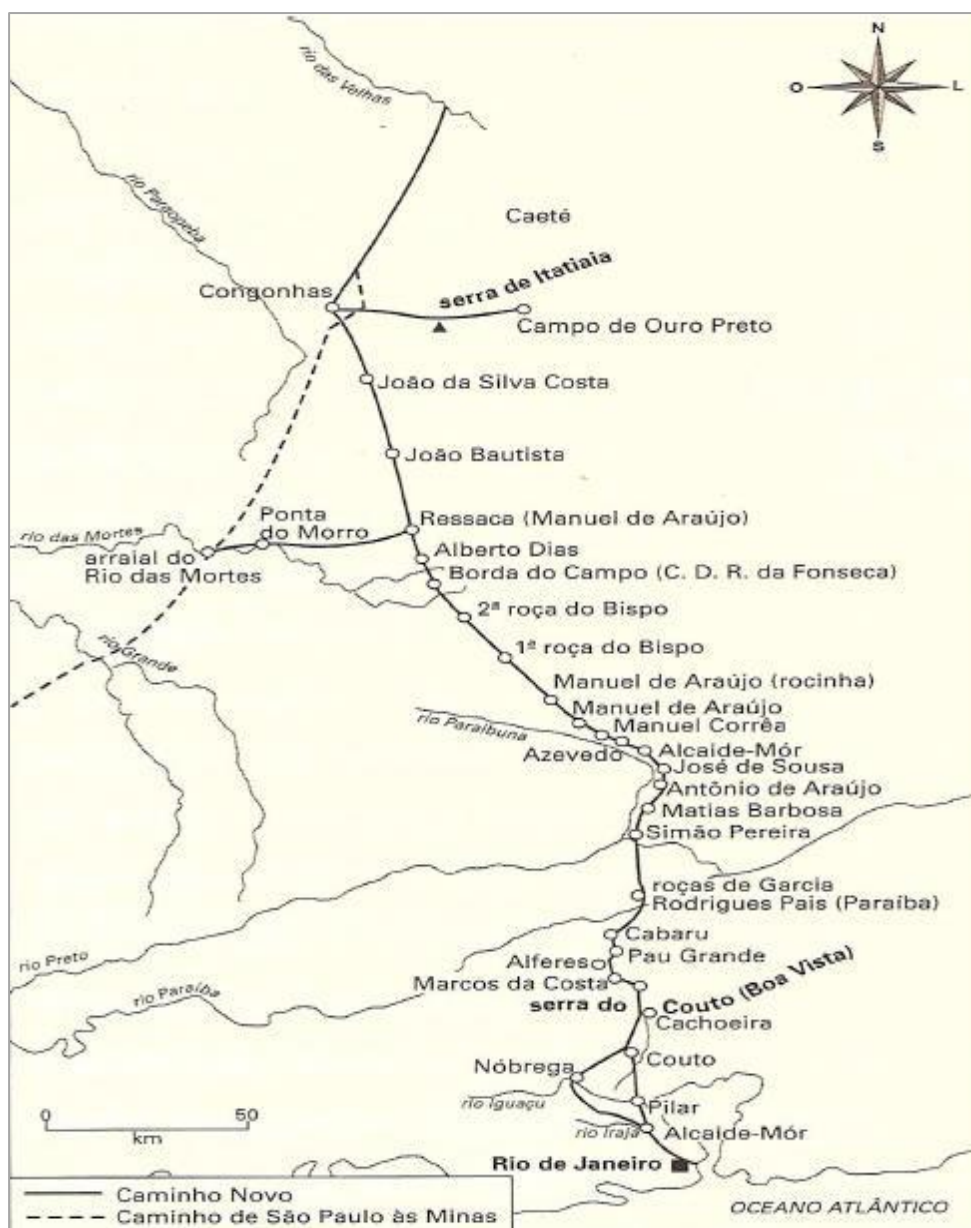 N
O
L
S
rio das Velhas
rio Paraopeba
Caeté
serra de Itatiaia
Congonhas
Campo de Ouro Preto
João da Silva Costa
João Bautista
Ponta
do Morro
Ressaca (Manuel de Araújo)
rio das Mortes
arraial do
Rio das Mortes
Alberto Dias
Borda do Campo (C. D. R. da Fonseca)
2ª roça do Bispo
rio Grande
1ª roça do Bispo
Manuel de Araújo (rocinha)
Manuel de Araújo
rio Paraibuna
Manuel Corrêa
Azevedo
Alcaide-Mór
José de Sousa
Antônio de Araújo
Matias Barbosa
Simão Pereira
roças de Garcia
Rodrigues Pais (Paraíba)
Cabaru
rio Preto
Pau Grande
Alferes
Marcos da Costa
rio Paraíba
serra do Couto (Boa Vista)
Cachoeira
Couto
Nóbrega
0 50
km
rio Iguaçu
Pilar
rio Irajá
Alcaide-Mór
Rio de Janeiro
Caminho Novo
Caminho de São Paulo às Minas
OCEANO ATLÂNTICO